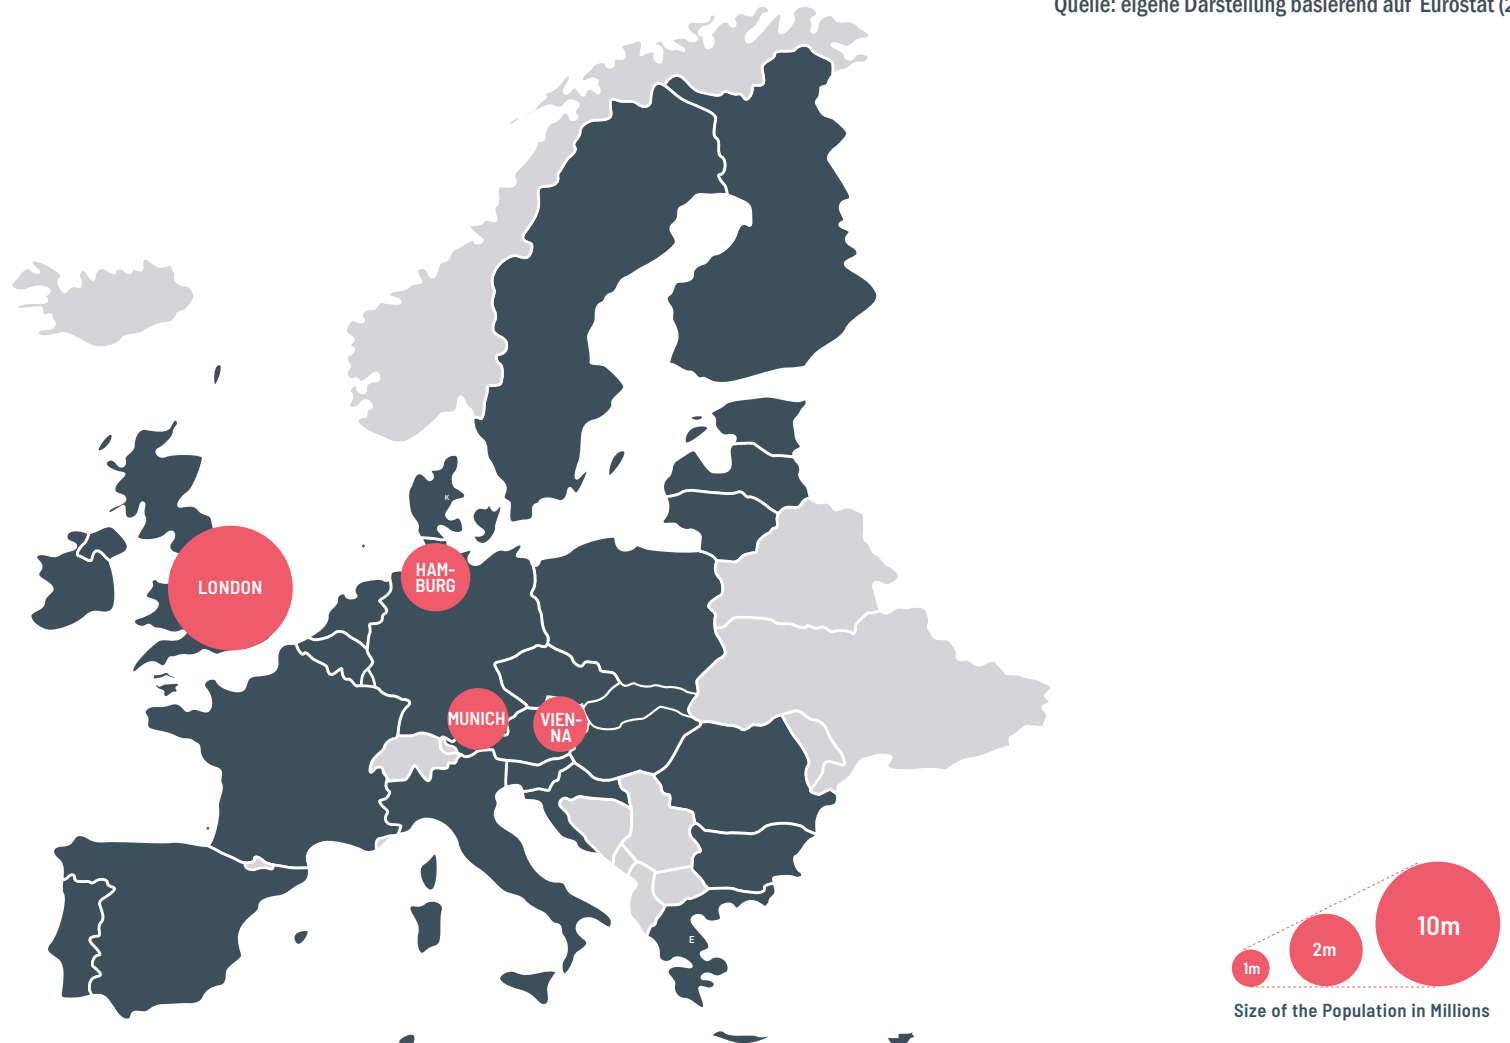 Quelle: eigene Darstellung basierend auf Eurostat (2
K
HAM-
BURG
LONDON
MUNICH
VIEN-
NA
E
1m
2m
10m
Size of the Population in Millions